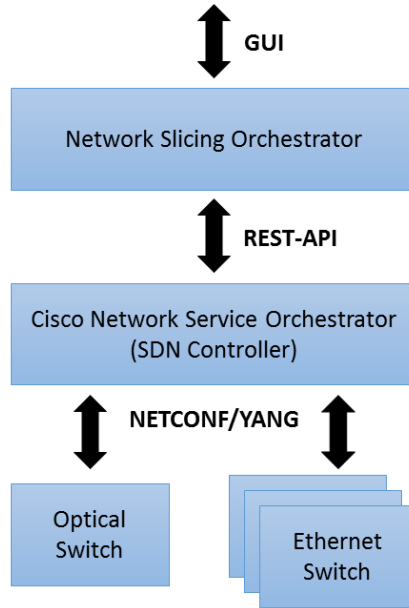 GUI
Network Slicing Orchestrator
REST-API
Cisco Network Service Orchestrator
(SDN Controller)
NETCONF/YANG
Optical
Switch
Ethernet
Switch